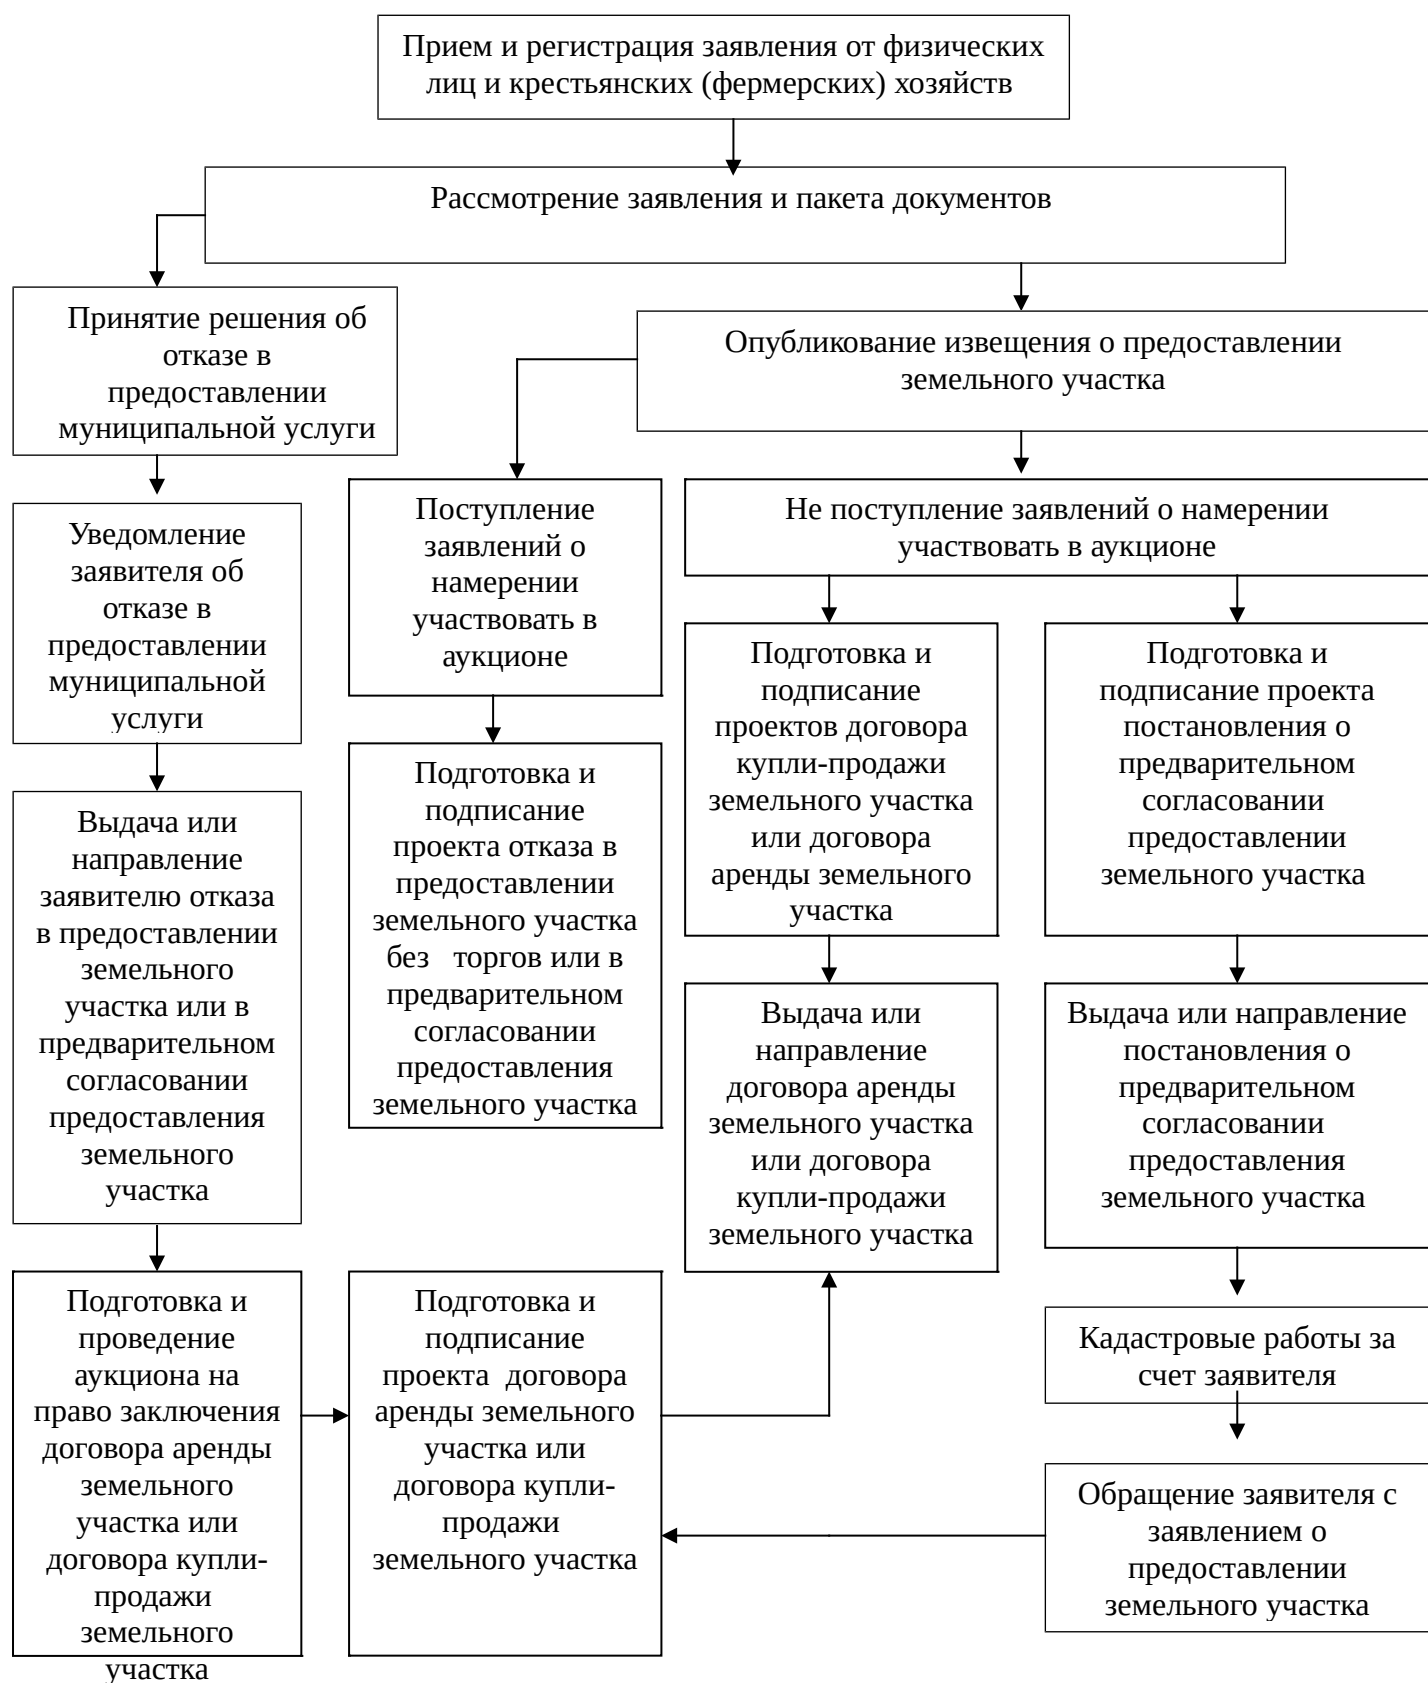 Прием и регистрация заявления от физических
лиц и крестьянских (фермерских) хозяйств
Рассмотрение заявления и пакета документов
Принятие решения об
отказе в
предоставлении
муниципальной услуги
Опубликование извещения о предоставлении
земельного участка
Уведомление
заявителя об
отказе в
предоставлении
муниципальной
услуги
Поступление
заявлений о
намерении
участвовать в
аукционе
Не поступление заявлений о намерении
участвовать в аукционе
Подготовка и
подписание
проектов договора
купли-продажи
земельного участка
или договора
аренды земельного
участка
Подготовка и
подписание проекта
постановления о
предварительном
согласовании
предоставлении
земельного участка
Подготовка и
подписание
проекта отказа в
предоставлении
земельного участка
без торгов или в
предварительном
согласовании
предоставления
земельного участка
Выдача или
направление
заявителю отказа
в предоставлении
земельного
участка или в
предварительном
согласовании
предоставления
земельного
участка
Выдача или
направление
договора аренды
земельного участка
или договора
купли-продажи
земельного участка
Выдача или направление
постановления о
предварительном
согласовании
предоставления
земельного участка
Подготовка и
проведение
аукциона на
право заключения
договора аренды
земельного
участка или
договора купли-
продажи
земельного
участка
Подготовка и
подписание
проекта договора
аренды земельного
участка или
договора купли-
продажи
земельного участка
Кадастровые работы за
счет заявителя
Обращение заявителя с
заявлением о
предоставлении
земельного участка